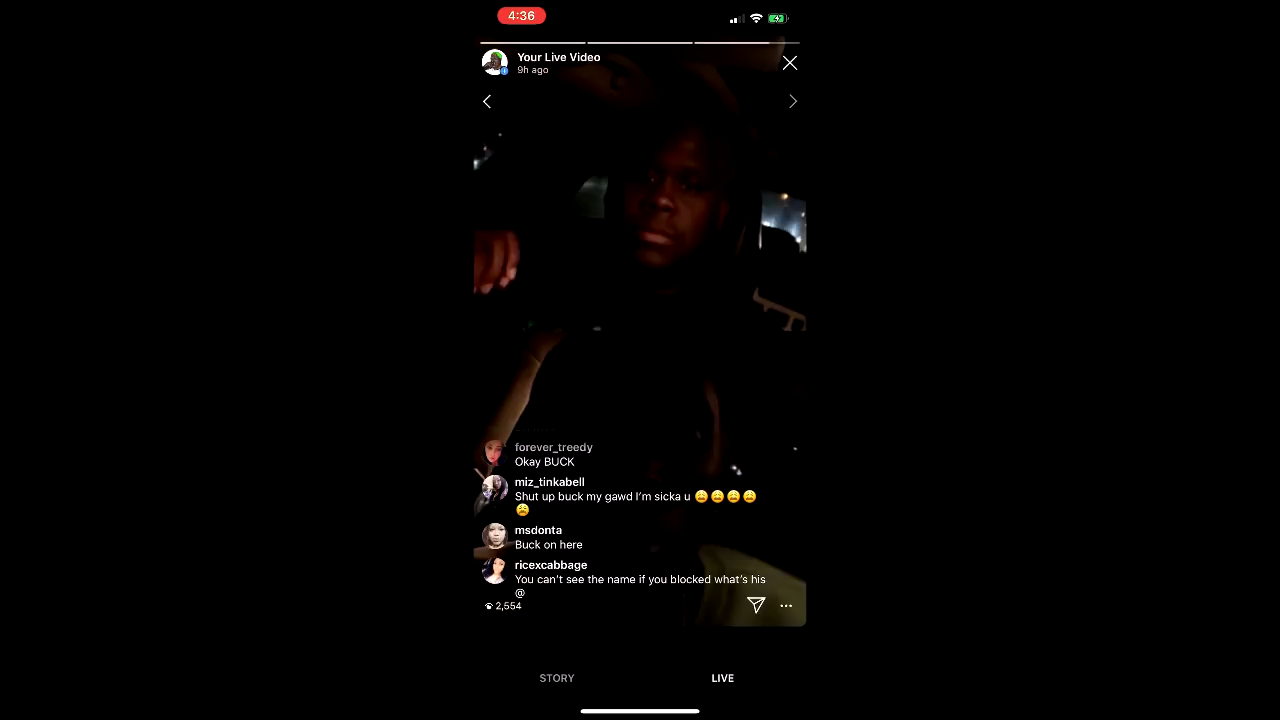 4:36
Your Live Video
9h ago
forever_treedy
Okay BUCK
miz_tinkabell
Shut up buck my gawd I'm sicka u 😩😩😩😩
😩
msdonta
Buck on here
ricexcabbage
You can't see the name if you blocked what's his
@
2,554
STORY
LIVE